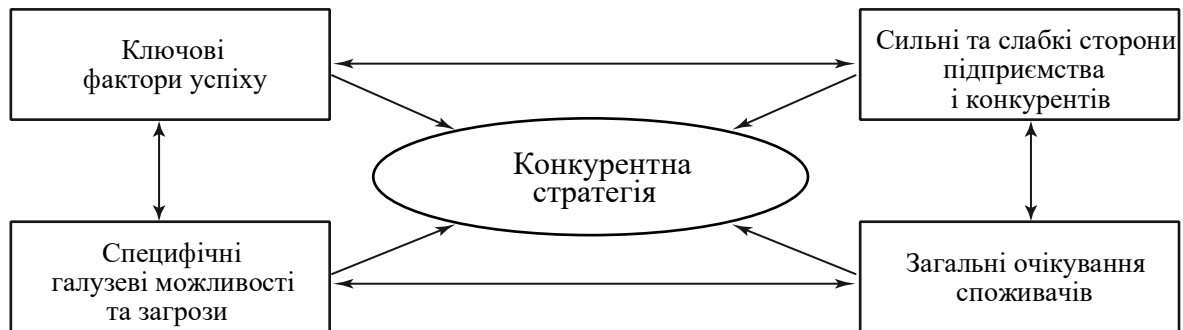 Ключові
фактори успіху
Сильні та слабкі сторони
підприємства
і конкурентів
Конкурентна
стратегія
Специфічні
галузеві можливості
та загрози
Загальні очікування
споживачів